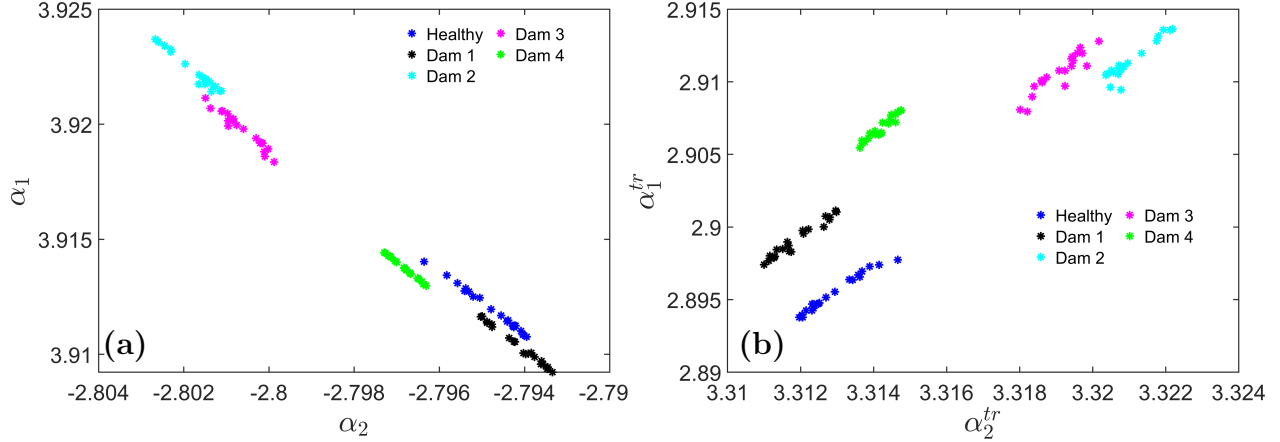 3.925
3.92
3.915
3.91
α₁
Healthy
Dam 1
Dam 2
Dam 3
Dam 4
(a)
-2.804 -2.802 -2.8 -2.798 -2.796 -2.794 -2.79
α₂
2.915
2.91
2.905
2.9
2.895
2.89
α₁ᵗʳ
Healthy
Dam 1
Dam 2
Dam 3
Dam 4
(b)
3.31 3.312 3.314 3.316 3.318 3.32 3.322 3.324
α₂ᵗʳ